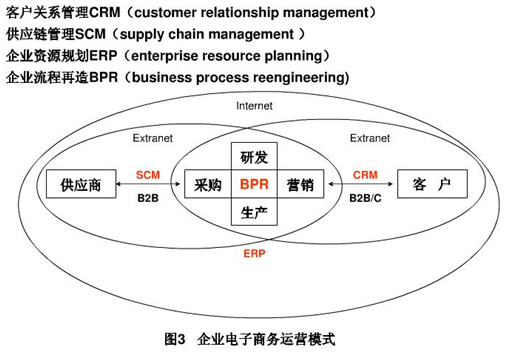 客户关系管理CRM（customer relationship management）
供应链管理SCM（supply chain management ）
企业资源规划ERP（enterprise resource planning）
企业流程再造BPR（business process reengineering)
Internet
Extranet
Extranet
研发
供应商
SCM
B2B
采购
BPR
营销
CRM
B2B/C
客 户
生产
ERP
图3 企业电子商务运营模式